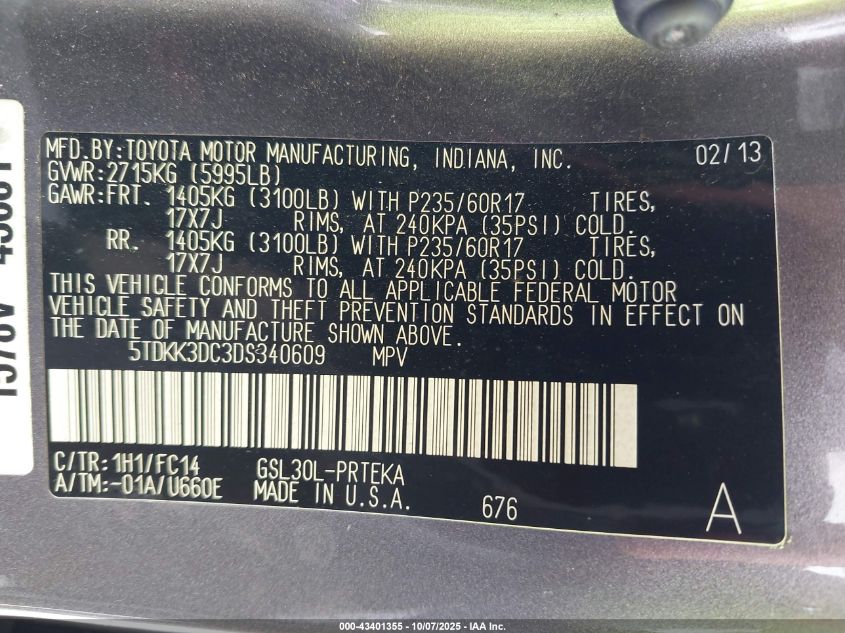 MFD.BY:TOYOTA MOTOR MANUFACTURING, INDIANA, INC. 02/13
GVWR:2715KG (5995LB)
GAWR:FRT. 1405KG (3100LB) WITH P235/60R17 TIRES,
17X7J RIMS, AT 240KPA (35PSI) COLD.
RR. 1405KG (3100LB) WITH P235/60R17 TIRES,
17X7J RIMS, AT 240KPA (35PSI) COLD.
THIS VEHICLE CONFORMS TO ALL APPLICABLE FEDERAL MOTOR
VEHICLE SAFETY AND THEFT PREVENTION STANDARDS IN EFFECT ON
THE DATE OF MANUFACTURE SHOWN ABOVE.
5TDKK3DC3DS340609 MPV
C/TR:1H1/FC14 GSL30L-PRTEKA
A/TM:-01A/U660E MADE IN U.S.A. 676 A
000-43401355 - 10/07/2025 - IAA Inc.